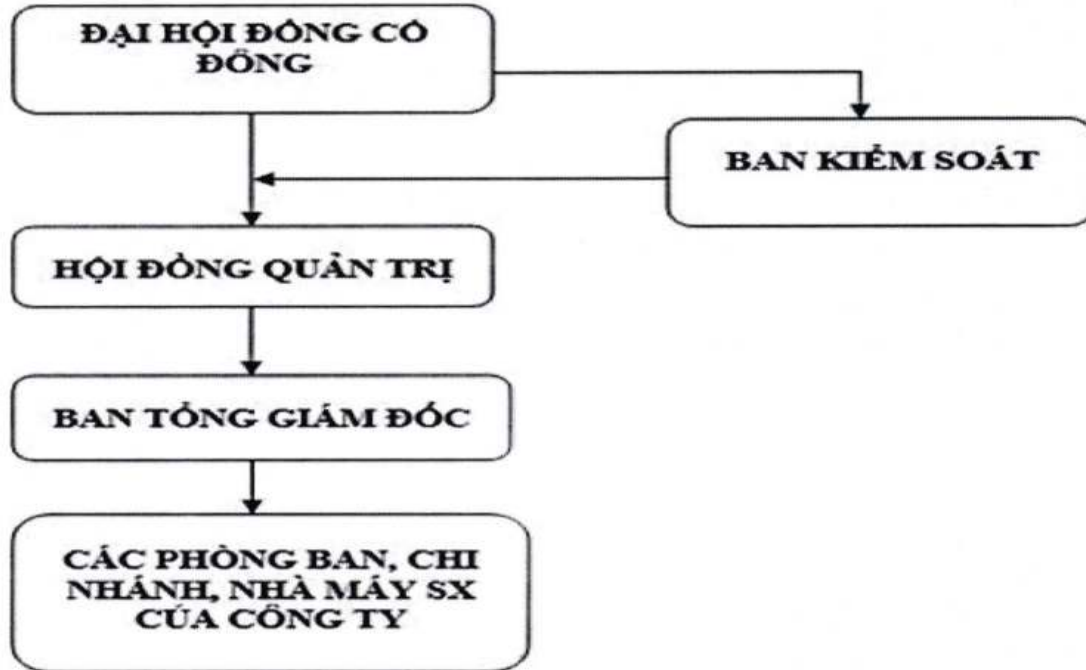 ĐẠI HỘI ĐỒNG CỔ
ĐÔNG
BAN KIỂM SOÁT
HỘI ĐỒNG QUẢN TRỊ
BAN TỔNG GIÁM ĐỐC
CÁC PHÒNG BAN, CHI
NHÁNH, NHÀ MÁY SX
CỦA CÔNG TY